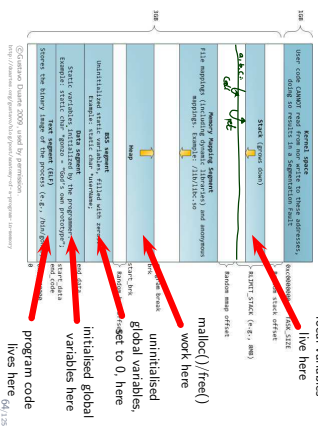 1GB
3GB
Kernel space
User code CANNOT read from nor write to these addresses,
doing so results in a Segmentation Fault
0xc0000000
TASK_SIZE
stack offset
Stack (grows down)
RLIMIT_STACK (e.g., 8MB)
Random mmap offset
Memory Mapping Segment
File mappings (including dynamic libraries) and anonymous
mappings. Example: /lib/libc.so
Heap
program break
brk
start_brk
Random
BSS segment
Uninitialized static variables, filled with zeros
Example: static char *userName;
Data segment
Static variables initialized by the programmer
Example: static char *gonzo = "God's own prototype";
end_data
start_data
end_code
Text segment (ELF)
Stores the binary image of the process (e.g., /bin/
0
live here
malloc()/free()
work here
uninitialised
global variables,
set to 0, here
initialised global
variables here
program code
lives here
©Gustavo Duarte 2009, used by permission
64/125